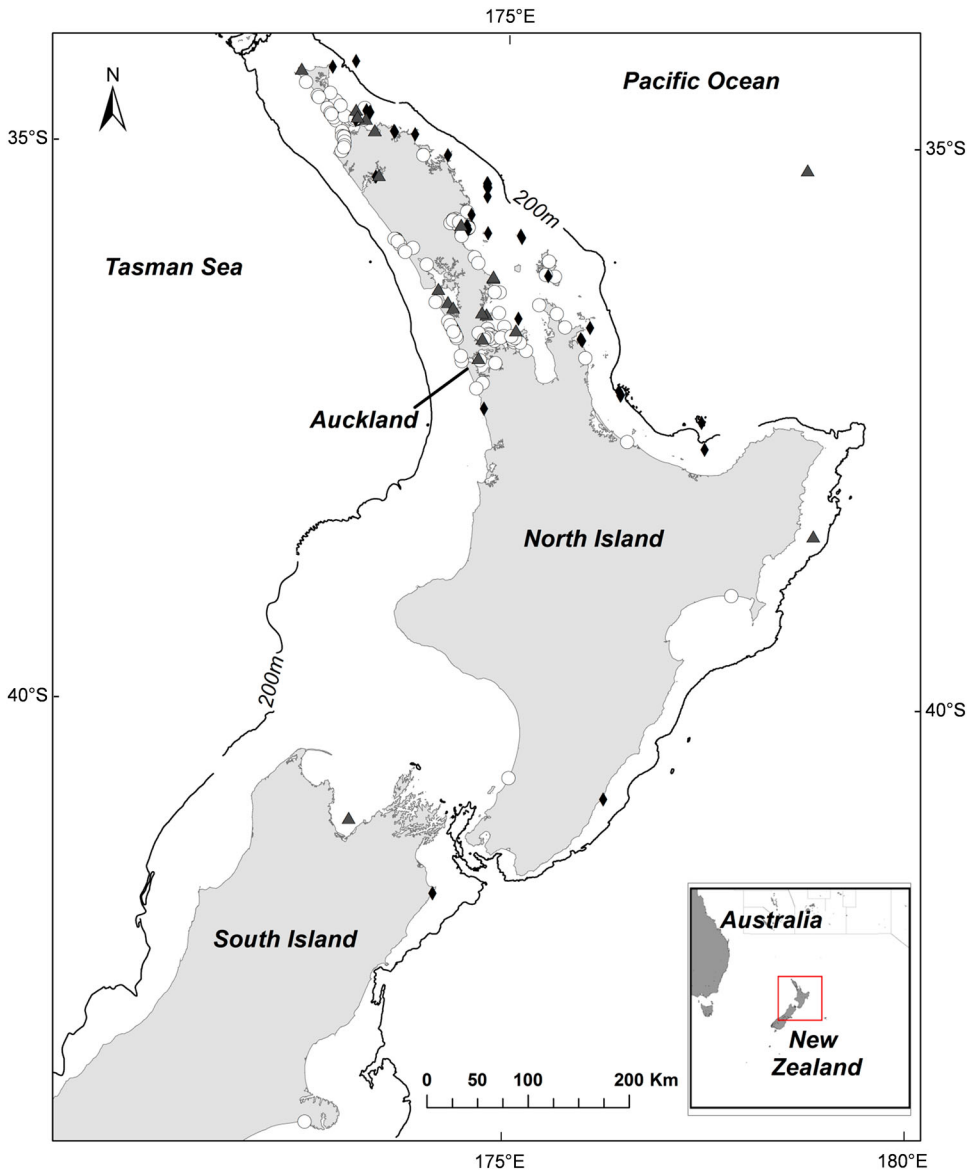 175°E
N
Pacific Ocean
35°S
35°S
200m
Tasman Sea
Auckland
North Island
200m
40°S
40°S
South Island
Australia
New
Zealand
0 50 100 200 Km
175°E
180°E